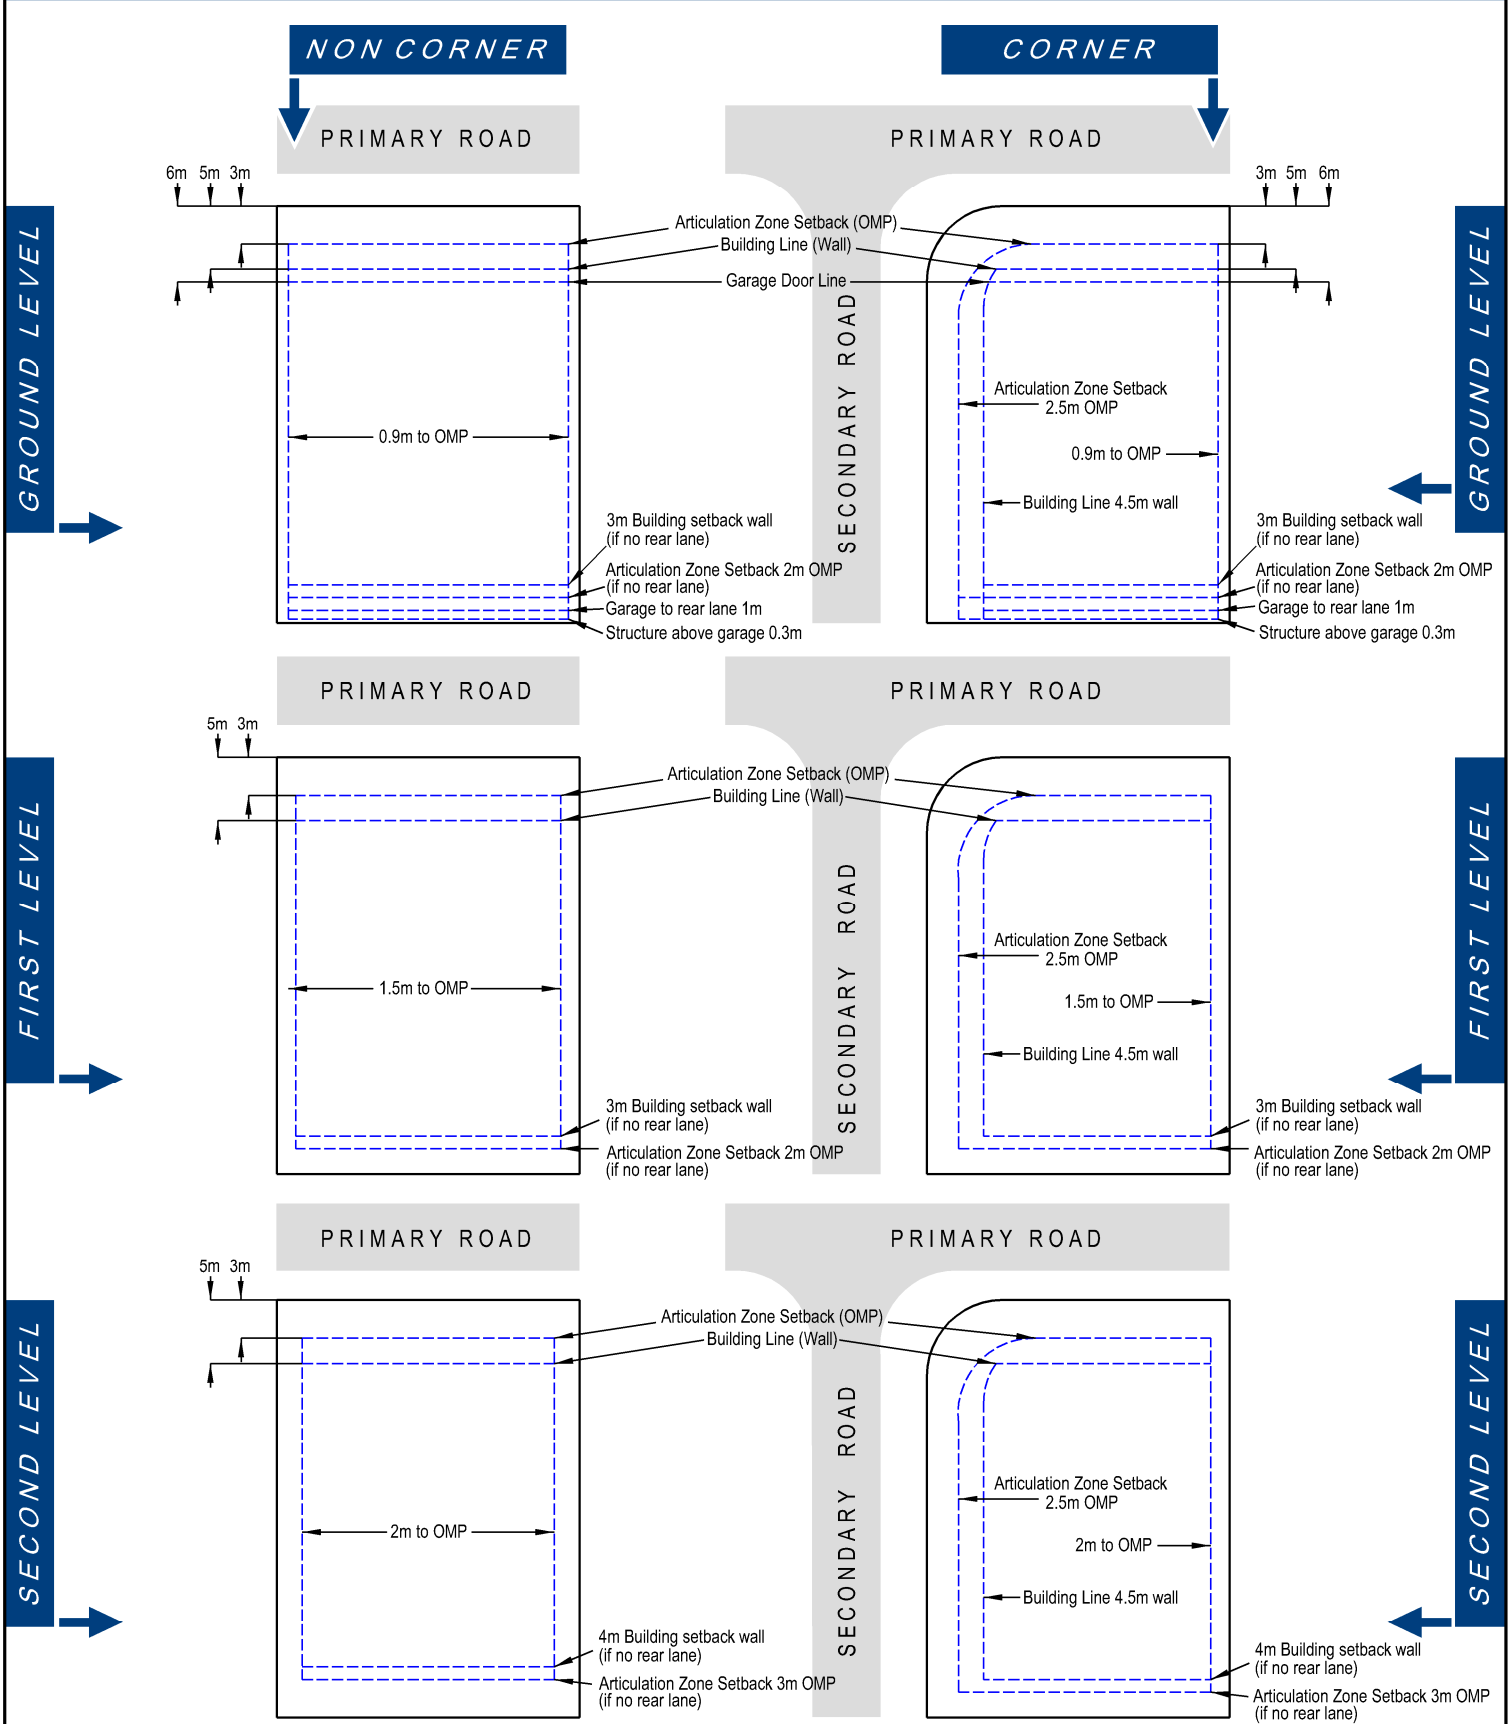 NON CORNER
CORNER
PRIMARY ROAD
PRIMARY ROAD
6m 5m 3m
3m 5m 6m
GROUND LEVEL
GROUND LEVEL
Articulation Zone Setback (OMP)
Building Line (Wall)
Garage Door Line
SECONDARY ROAD
Articulation Zone Setback
2.5m OMP
0.9m to OMP
0.9m to OMP
Building Line 4.5m wall
3m Building setback wall
(if no rear lane)
Articulation Zone Setback 2m OMP
(if no rear lane)
Garage to rear lane 1m
Structure above garage 0.3m
3m Building setback wall
(if no rear lane)
Articulation Zone Setback 2m OMP
(if no rear lane)
Garage to rear lane 1m
Structure above garage 0.3m
PRIMARY ROAD
PRIMARY ROAD
5m 3m
FIRST LEVEL
FIRST LEVEL
Articulation Zone Setback (OMP)
Building Line (Wall)
SECONDARY ROAD
Articulation Zone Setback
2.5m OMP
1.5m to OMP
1.5m to OMP
Building Line 4.5m wall
3m Building setback wall
(if no rear lane)
Articulation Zone Setback 2m OMP
(if no rear lane)
3m Building setback wall
(if no rear lane)
Articulation Zone Setback 2m OMP
(if no rear lane)
PRIMARY ROAD
PRIMARY ROAD
5m 3m
SECOND LEVEL
SECOND LEVEL
Articulation Zone Setback (OMP)
Building Line (Wall)
SECONDARY ROAD
Articulation Zone Setback
2.5m OMP
2m to OMP
2m to OMP
Building Line 4.5m wall
4m Building setback wall
(if no rear lane)
Articulation Zone Setback 3m OMP
(if no rear lane)
4m Building setback wall
(if no rear lane)
Articulation Zone Setback 3m OMP
(if no rear lane)